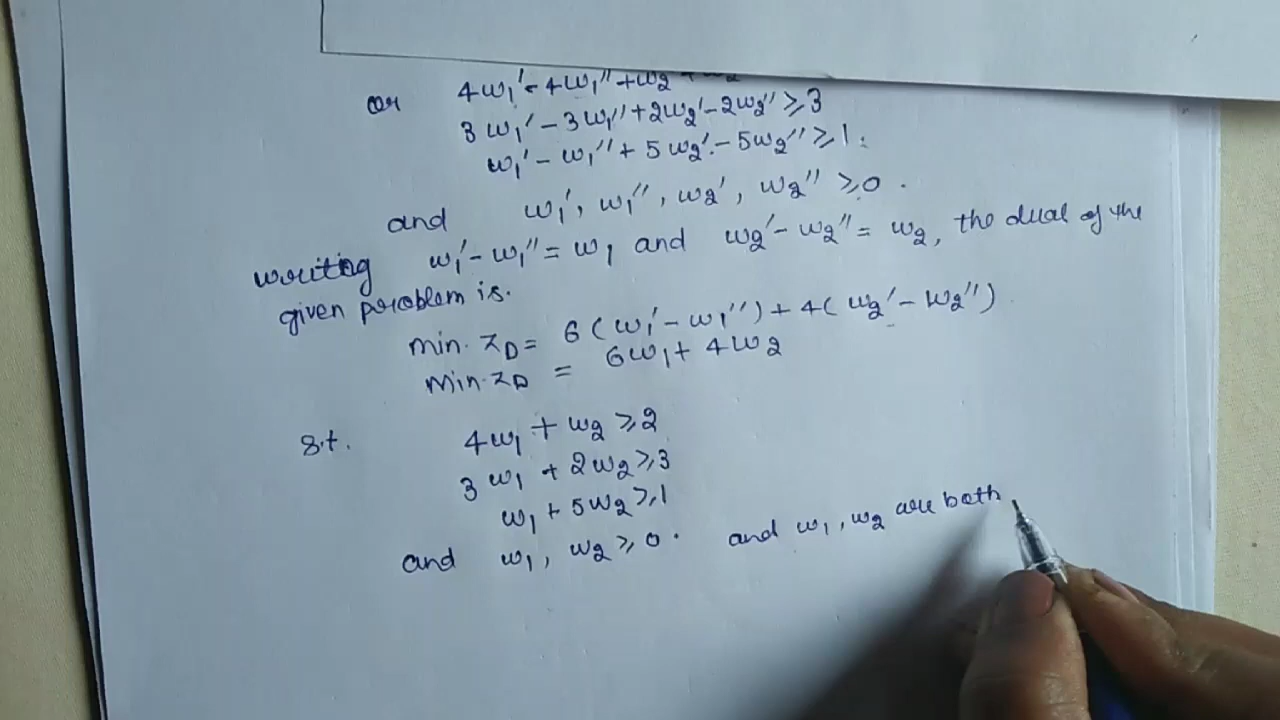 or 4w₁' - 4w₁'' + w₂'
3w₁' - 3w₁'' + 2w₂' - 2w₂'' ≥ 3
w₁' - w₁'' + 5w₂' - 5w₂'' ≥ 1.
and w₁', w₁'', w₂', w₂'' ≥ 0.
writing w₁' - w₁'' = w₁ and w₂' - w₂'' = w₂, the dual of the
given problem is.
min. Z_D = 6(w₁' - w₁'') + 4(w₂' - w₂'')
min. Z_D = 6w₁ + 4w₂
s.t. 4w₁ + w₂ ≥ 2
3w₁ + 2w₂ ≥ 3
w₁ + 5w₂ ≥ 1
and w₁, w₂ ≥ 0. and w₁, w₂ are both